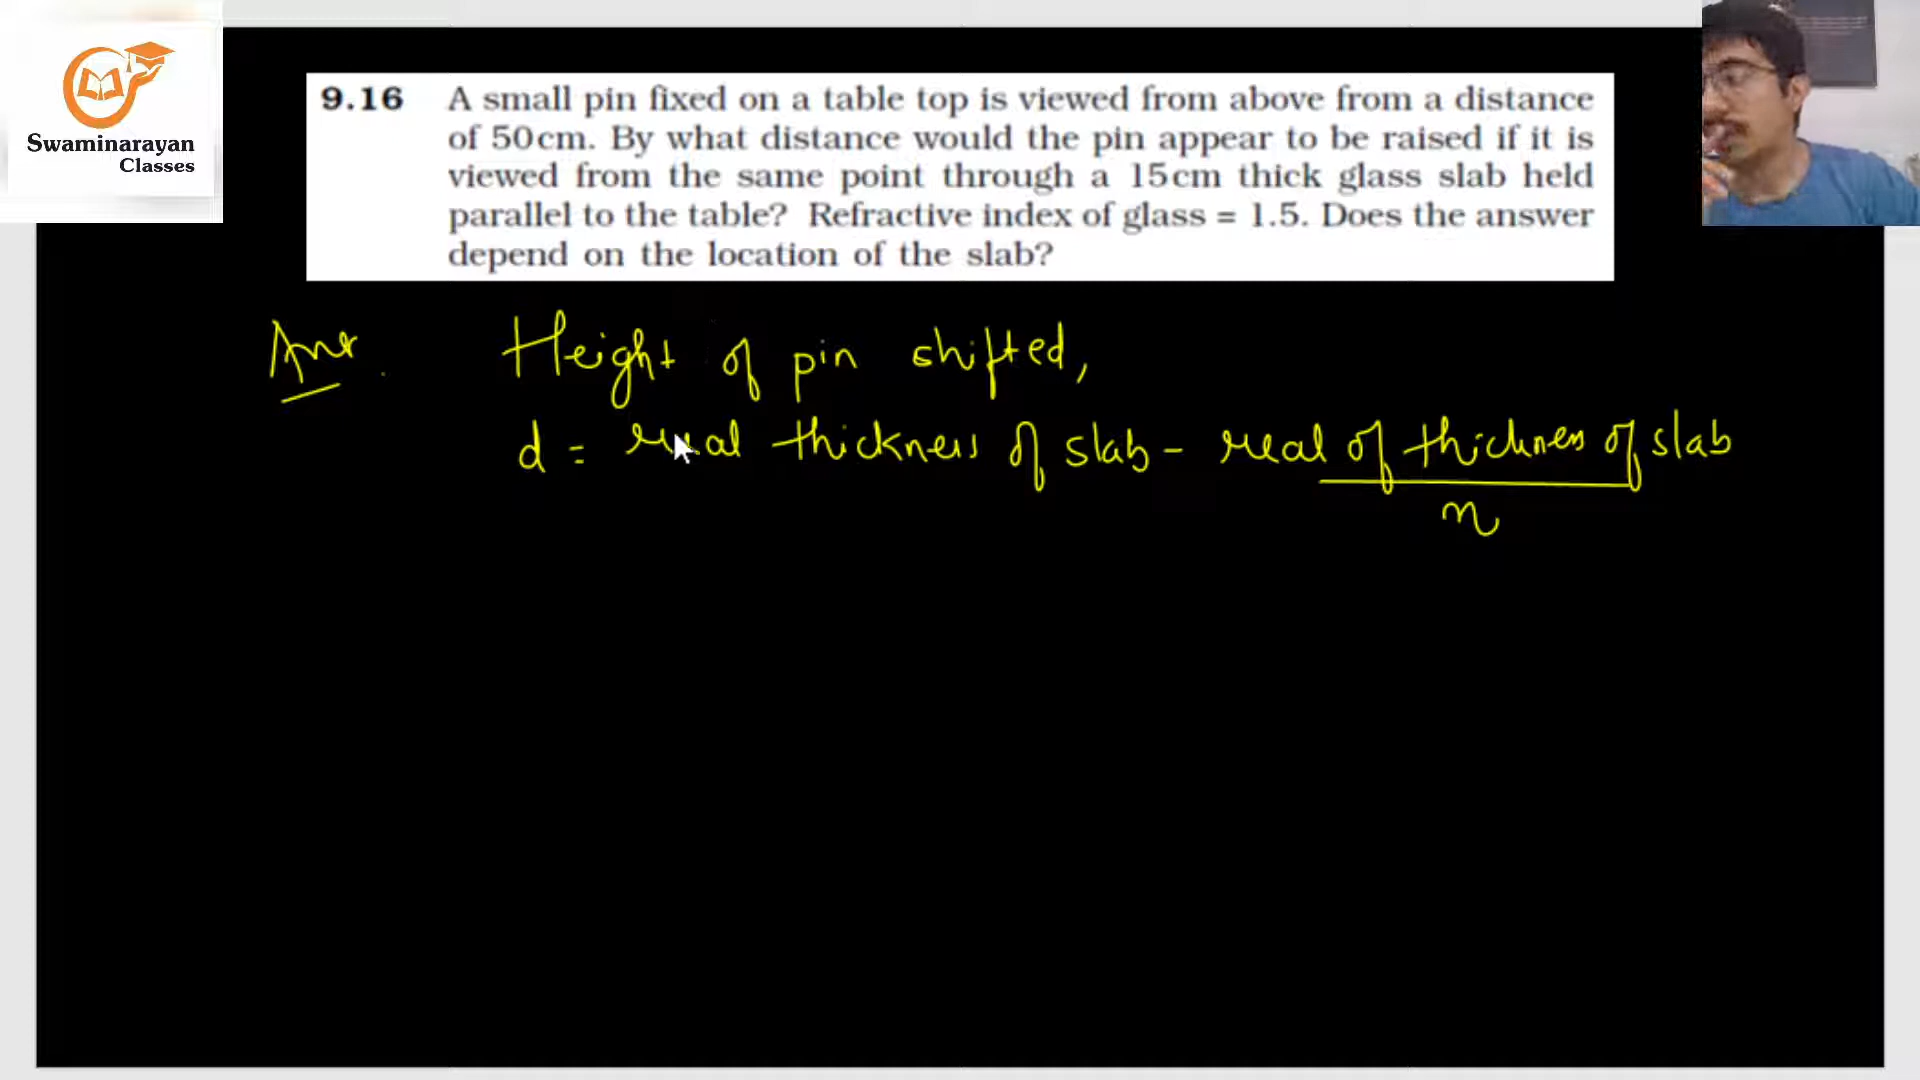 Swaminarayan
Classes
9.16 A small pin fixed on a table top is viewed from above from a distance
of 50cm. By what distance would the pin appear to be raised if it is
viewed from the same point through a 15cm thick glass slab held
parallel to the table? Refractive index of glass = 1.5. Does the answer
depend on the location of the slab?
Ans. Height of pin shifted,
d = real thickness of slab - real of thickness of slab
n